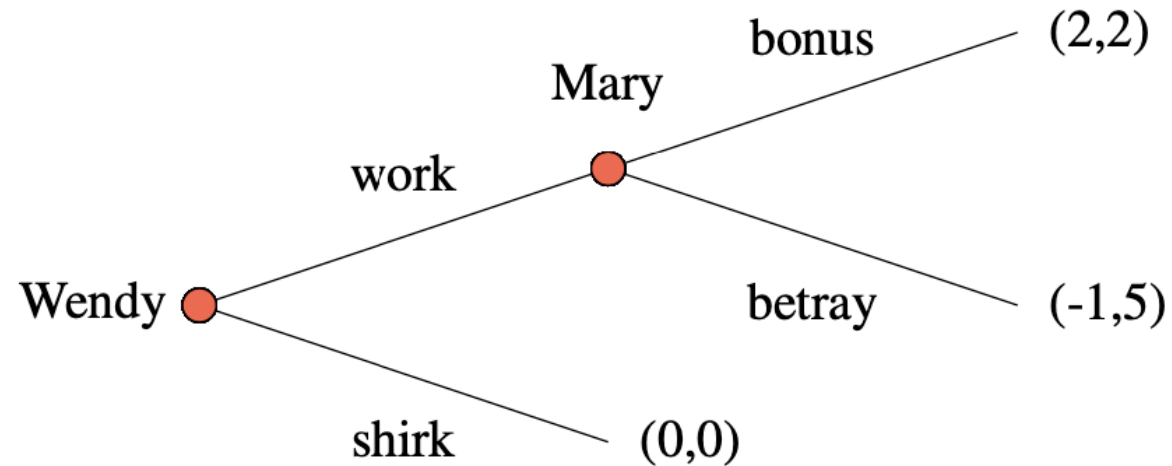 bonus
(2,2)
Mary
work
Wendy
betray
(-1,5)
shirk
(0,0)